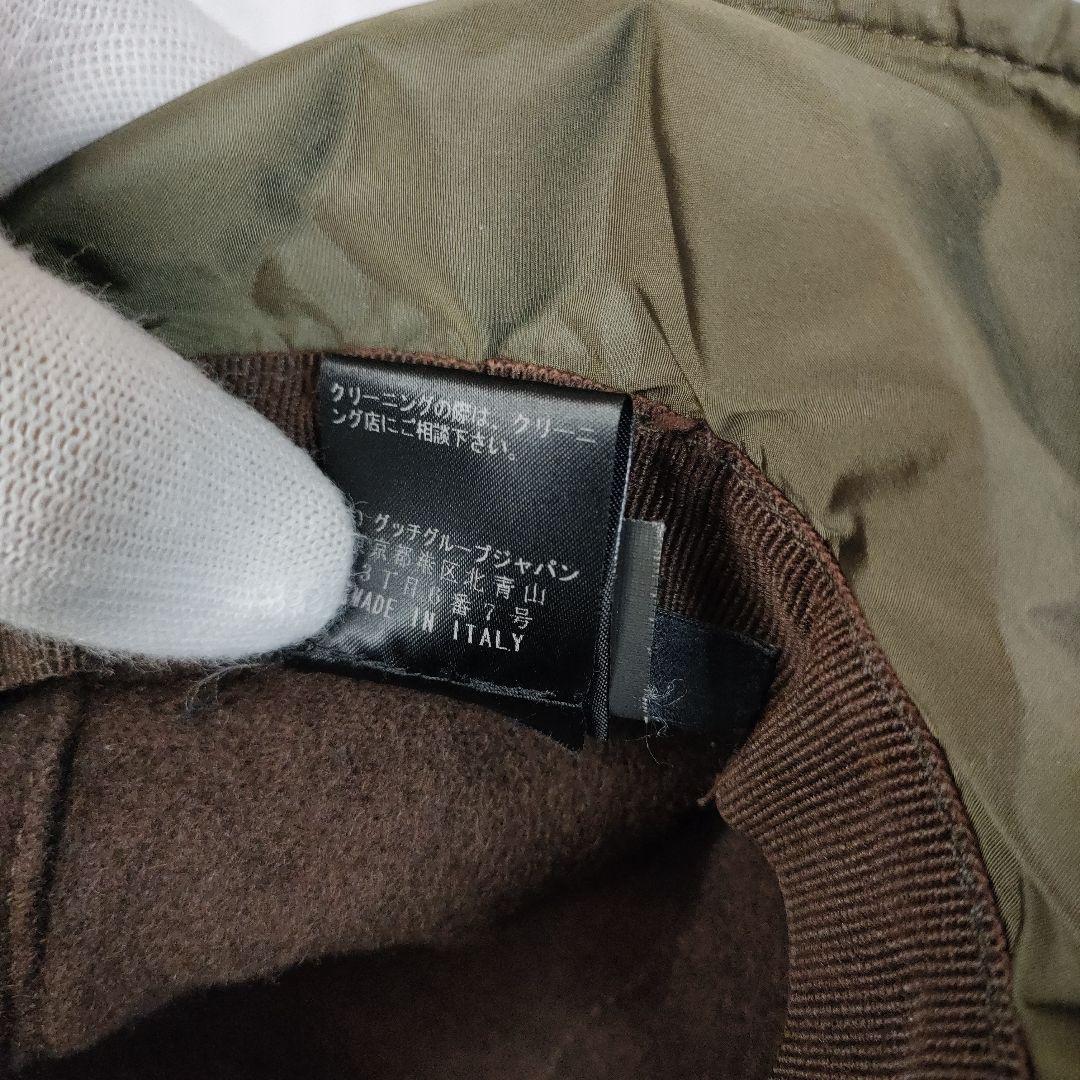 クリーニングの際は、クリーニ
ング店にご相談下さい。
グッチグループジャパン
京都港区北青山
3丁目6番7号
MADE IN ITALY